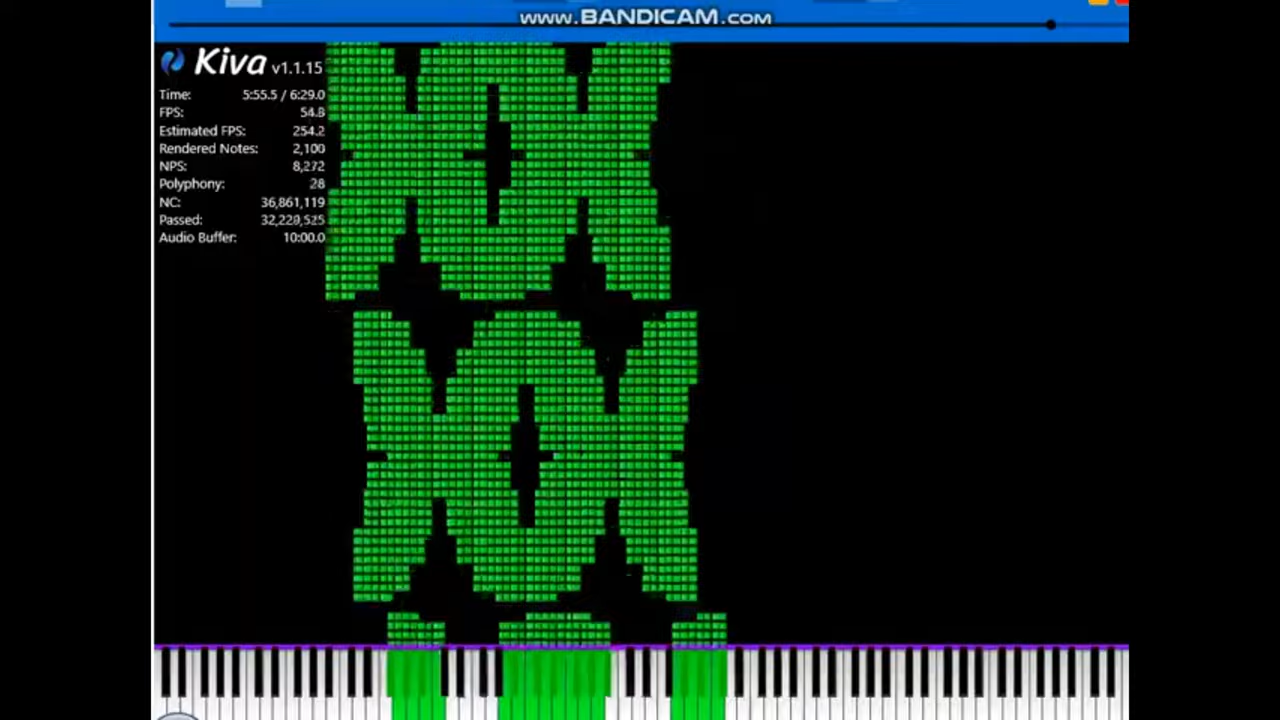 www.BANDICAM.com
Kiva v1.1.15
Time: 5:55.5 / 6:29.0
FPS: 54.8
Estimated FPS: 254.2
Rendered Notes: 2,100
NPS: 8,272
Polyphony: 28
NC: 36,861,119
Passed: 32,220,525
Audio Buffer: 10:00.0